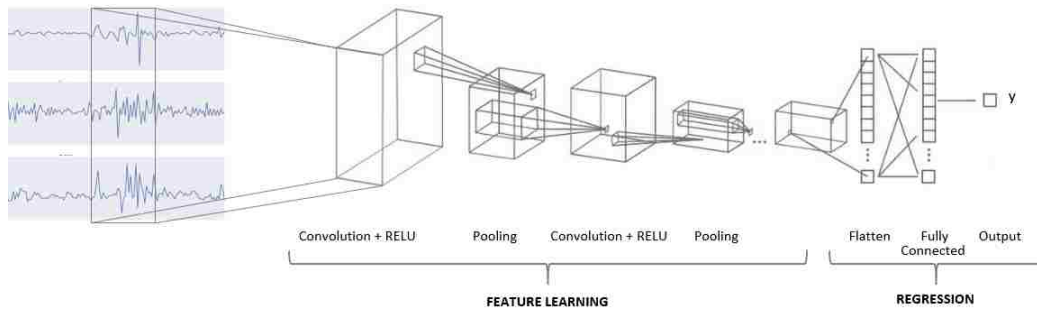 y
...
Convolution + RELU Pooling Convolution + RELU Pooling Flatten Fully Connected Output
FEATURE LEARNING REGRESSION